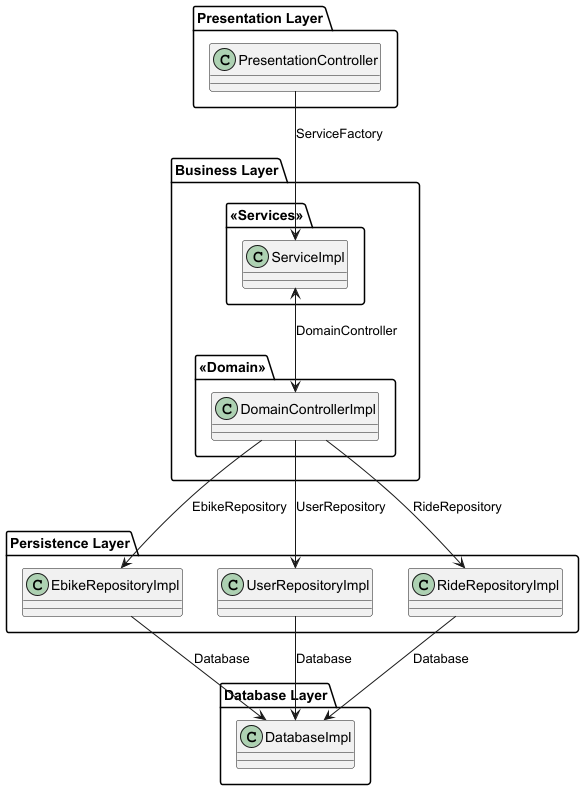 Presentation Layer
C PresentationController
ServiceFactory
Business Layer
«Services»
C ServiceImpl
DomainController
«Domain»
C DomainControllerImpl
EbikeRepository UserRepository RideRepository
Persistence Layer
C EbikeRepositoryImpl C UserRepositoryImpl C RideRepositoryImpl
Database Database Database
Database Layer
C DatabaseImpl